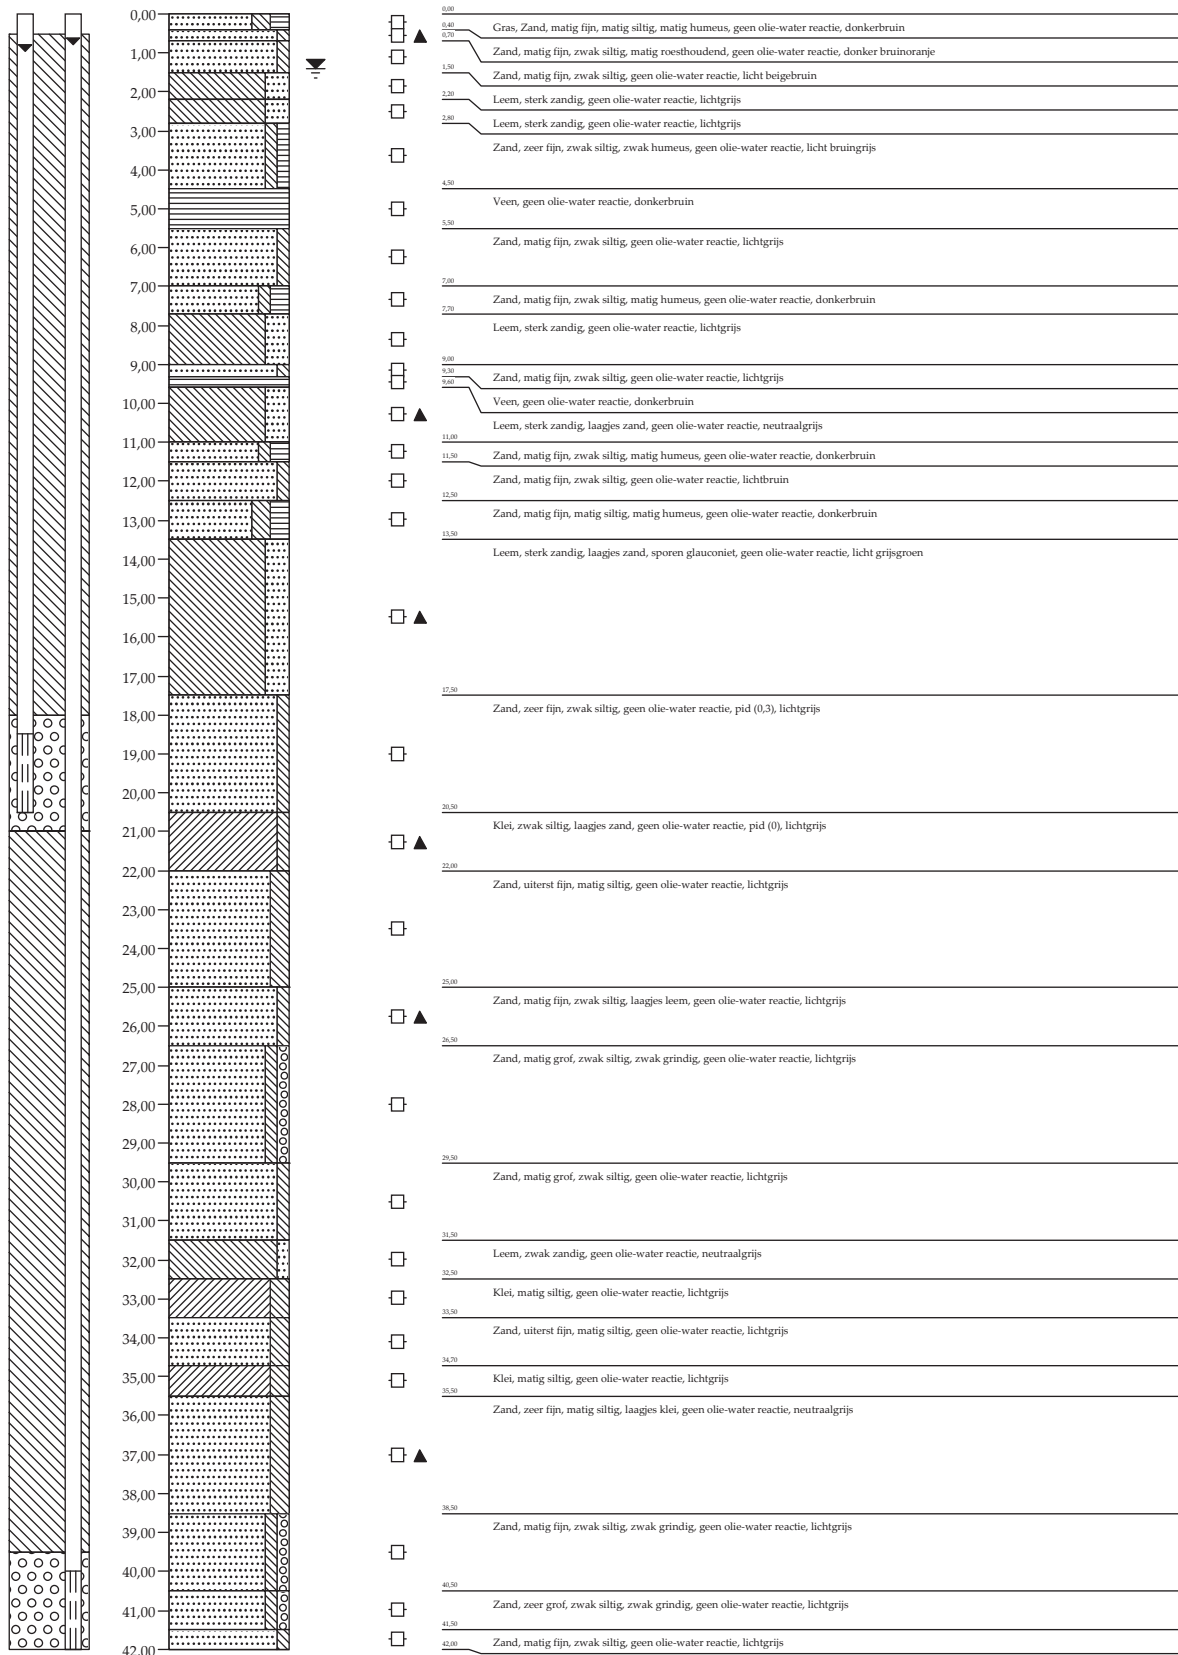 0,00
1,00
2,00
3,00
4,00
5,00
6,00
7,00
8,00
9,00
10,00
11,00
12,00
13,00
14,00
15,00
16,00
17,00
18,00
19,00
20,00
21,00
22,00
23,00
24,00
25,00
26,00
27,00
28,00
29,00
30,00
31,00
32,00
33,00
34,00
35,00
36,00
37,00
38,00
39,00
40,00
41,00
42,00
0,00
Gras, Zand, matig fijn, matig siltig, matig humeus, geen olie-water reactie, donkerbruin
0,40
0,70
Zand, matig fijn, zwak siltig, matig roesthoudend, geen olie-water reactie, donker bruinoranje
1,50
Zand, matig fijn, zwak siltig, geen olie-water reactie, licht beigebruin
2,20
Leem, sterk zandig, geen olie-water reactie, lichtgrijs
2,80
Leem, sterk zandig, geen olie-water reactie, lichtgrijs
Zand, zeer fijn, zwak siltig, zwak humeus, geen olie-water reactie, licht bruingrijs
4,50
Veen, geen olie-water reactie, donkerbruin
5,50
Zand, matig fijn, zwak siltig, geen olie-water reactie, lichtgrijs
7,00
Zand, matig fijn, zwak siltig, matig humeus, geen olie-water reactie, donkerbruin
7,70
Leem, sterk zandig, geen olie-water reactie, lichtgrijs
9,00
9,30
Zand, matig fijn, zwak siltig, geen olie-water reactie, lichtgrijs
9,60
Veen, geen olie-water reactie, donkerbruin
Leem, sterk zandig, laagjes zand, geen olie-water reactie, neutraalgrijs
11,00
Zand, matig fijn, zwak siltig, matig humeus, geen olie-water reactie, donkerbruin
11,50
Zand, matig fijn, zwak siltig, geen olie-water reactie, lichtbruin
12,50
Zand, matig fijn, matig siltig, matig humeus, geen olie-water reactie, donkerbruin
13,50
Leem, sterk zandig, laagjes zand, sporen glauconiet, geen olie-water reactie, licht grijsgroen
17,50
Zand, zeer fijn, zwak siltig, geen olie-water reactie, pid (0,3), lichtgrijs
20,50
Klei, zwak siltig, laagjes zand, geen olie-water reactie, pid (0), lichtgrijs
22,00
Zand, uiterst fijn, matig siltig, geen olie-water reactie, lichtgrijs
25,00
Zand, matig fijn, zwak siltig, laagjes leem, geen olie-water reactie, lichtgrijs
26,50
Zand, matig grof, zwak siltig, zwak grindig, geen olie-water reactie, lichtgrijs
29,50
Zand, matig grof, zwak siltig, geen olie-water reactie, lichtgrijs
31,50
Leem, zwak zandig, geen olie-water reactie, neutraalgrijs
32,50
Klei, matig siltig, geen olie-water reactie, lichtgrijs
33,50
Zand, uiterst fijn, matig siltig, geen olie-water reactie, lichtgrijs
34,70
Klei, matig siltig, geen olie-water reactie, lichtgrijs
35,50
Zand, zeer fijn, matig siltig, laagjes klei, geen olie-water reactie, neutraalgrijs
38,50
Zand, matig fijn, zwak siltig, zwak grindig, geen olie-water reactie, lichtgrijs
40,50
Zand, zeer grof, zwak siltig, zwak grindig, geen olie-water reactie, lichtgrijs
41,50
Zand, matig fijn, zwak siltig, geen olie-water reactie, lichtgrijs
42,00